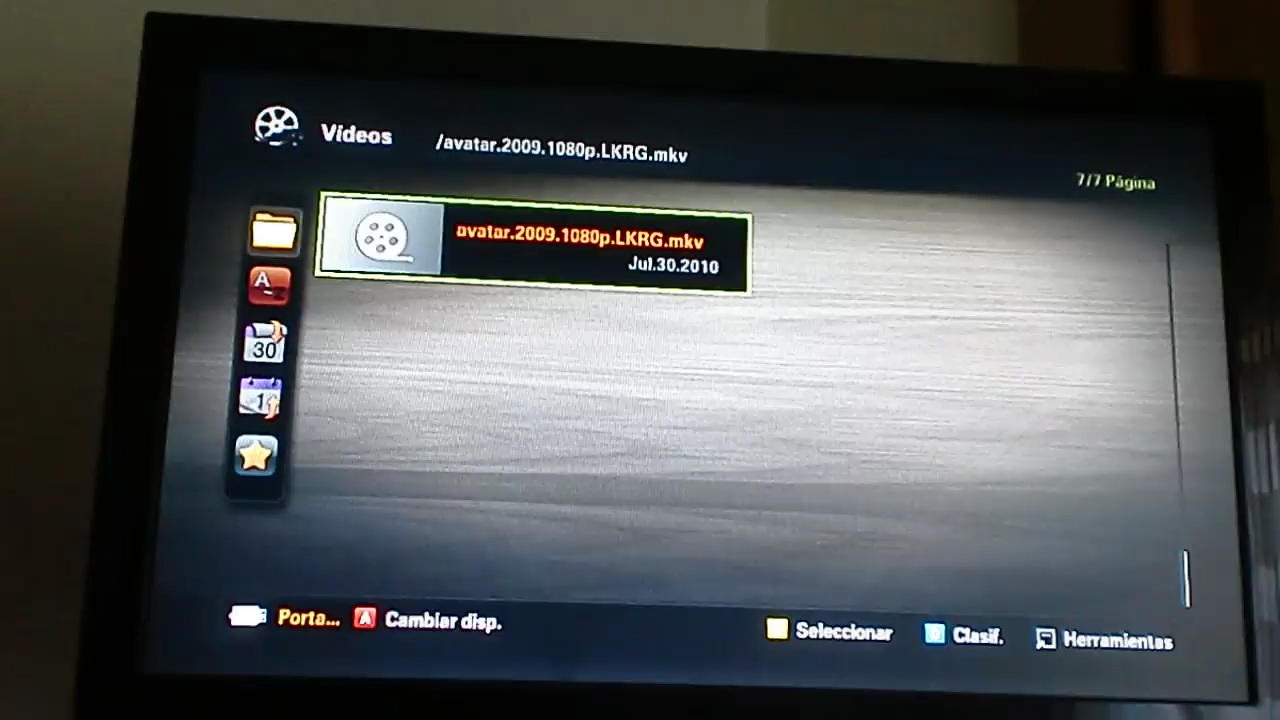 Videos
/avatar.2009.1080p.LKRG.mkv
7/7 Página
avatar.2009.1080p.LKRG.mkv
Jul.30.2010
A
30
1
Porta... A Cambiar disp.
Seleccionar
D Clasif.
Herramientas